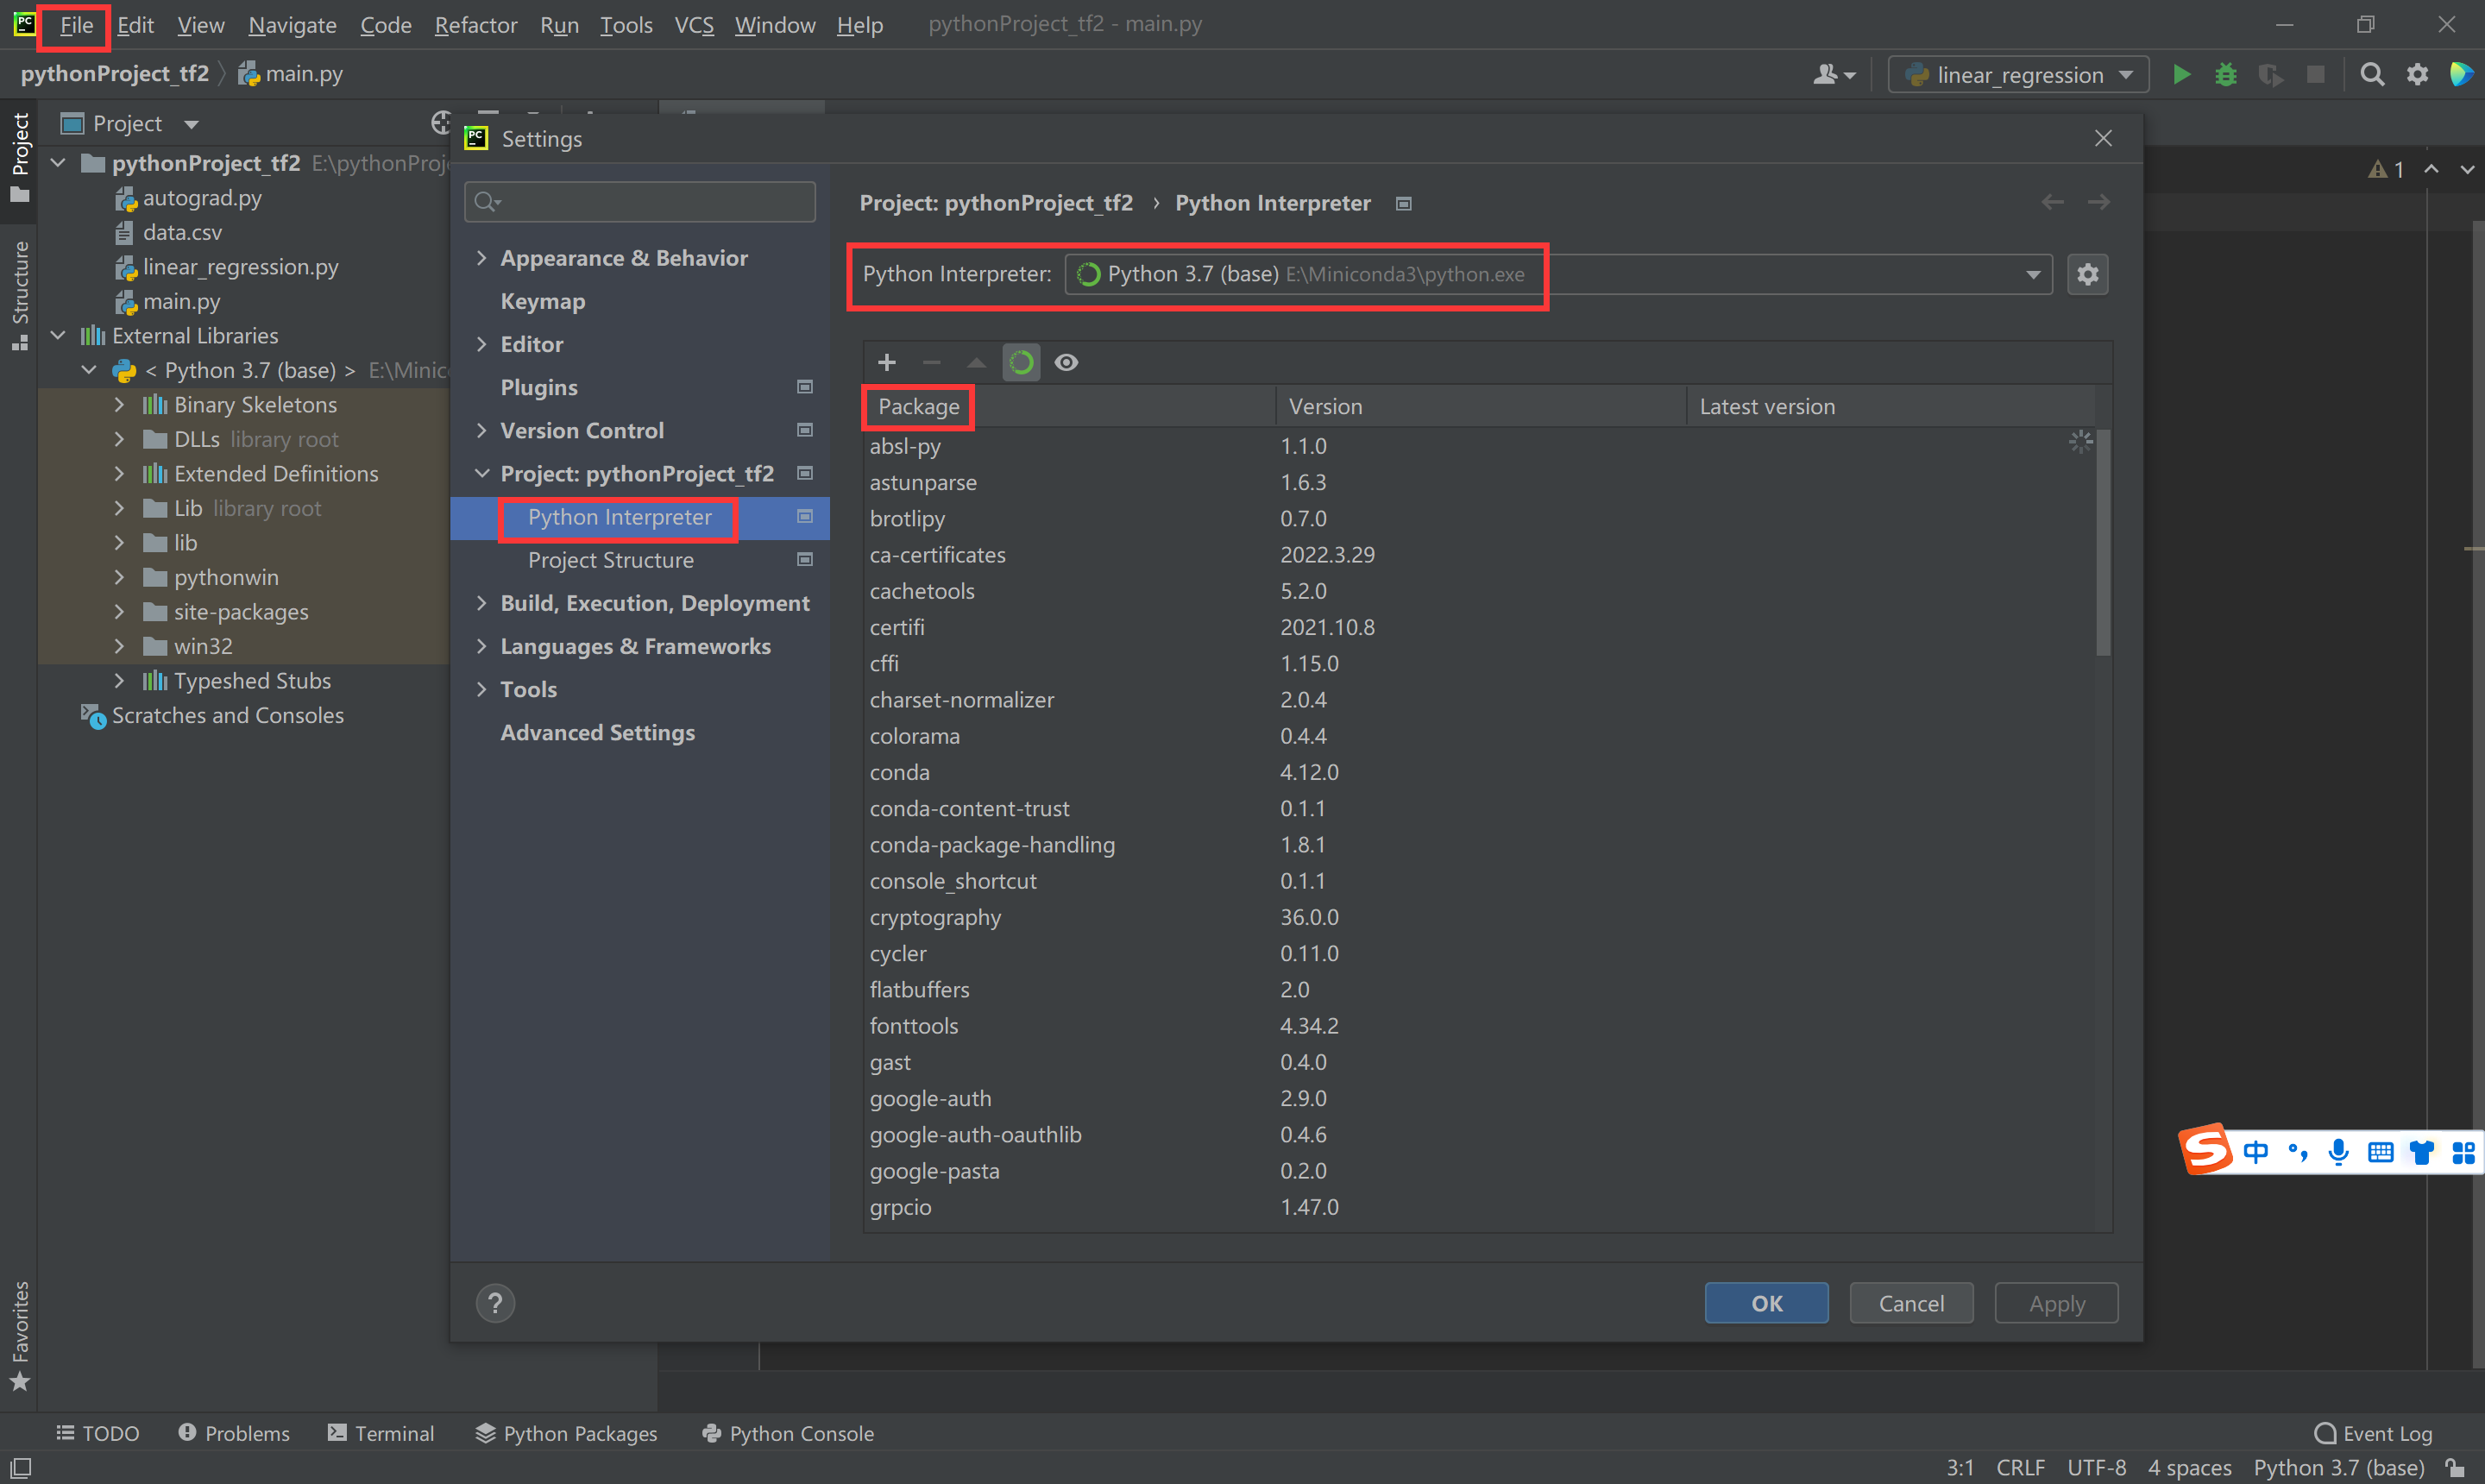 File Edit View Navigate Code Refactor Run Tools VCS Window Help pythonProject_tf2 - main.py
pythonProject_tf2 main.py linear_regression
Project
Structure
Favorites
Project
pythonProject_tf2 E:\pythonProj
autograd.py
data.csv
linear_regression.py
main.py
External Libraries
< Python 3.7 (base) > E:\Minic
Binary Skeletons
DLLs library root
Extended Definitions
Lib library root
lib
pythonwin
site-packages
win32
Typeshed Stubs
Scratches and Consoles
1
Settings
Appearance & Behavior
Keymap
Editor
Plugins
Version Control
Project: pythonProject_tf2
Python Interpreter
Project Structure
Build, Execution, Deployment
Languages & Frameworks
Tools
Advanced Settings
Project: pythonProject_tf2 › Python Interpreter
Python Interpreter: Python 3.7 (base) E:\Miniconda3\python.exe
Package Version Latest version
absl-py 1.1.0
astunparse 1.6.3
brotlipy 0.7.0
ca-certificates 2022.3.29
cachetools 5.2.0
certifi 2021.10.8
cffi 1.15.0
charset-normalizer 2.0.4
colorama 0.4.4
conda 4.12.0
conda-content-trust 0.1.1
conda-package-handling 1.8.1
console_shortcut 0.1.1
cryptography 36.0.0
cycler 0.11.0
flatbuffers 2.0
fonttools 4.34.2
gast 0.4.0
google-auth 2.9.0
google-auth-oauthlib 0.4.6
google-pasta 0.2.0
grpcio 1.47.0
? OK Cancel Apply
中
TODO Problems Terminal Python Packages Python Console Event Log
3:1 CRLF UTF-8 4 spaces Python 3.7 (base)